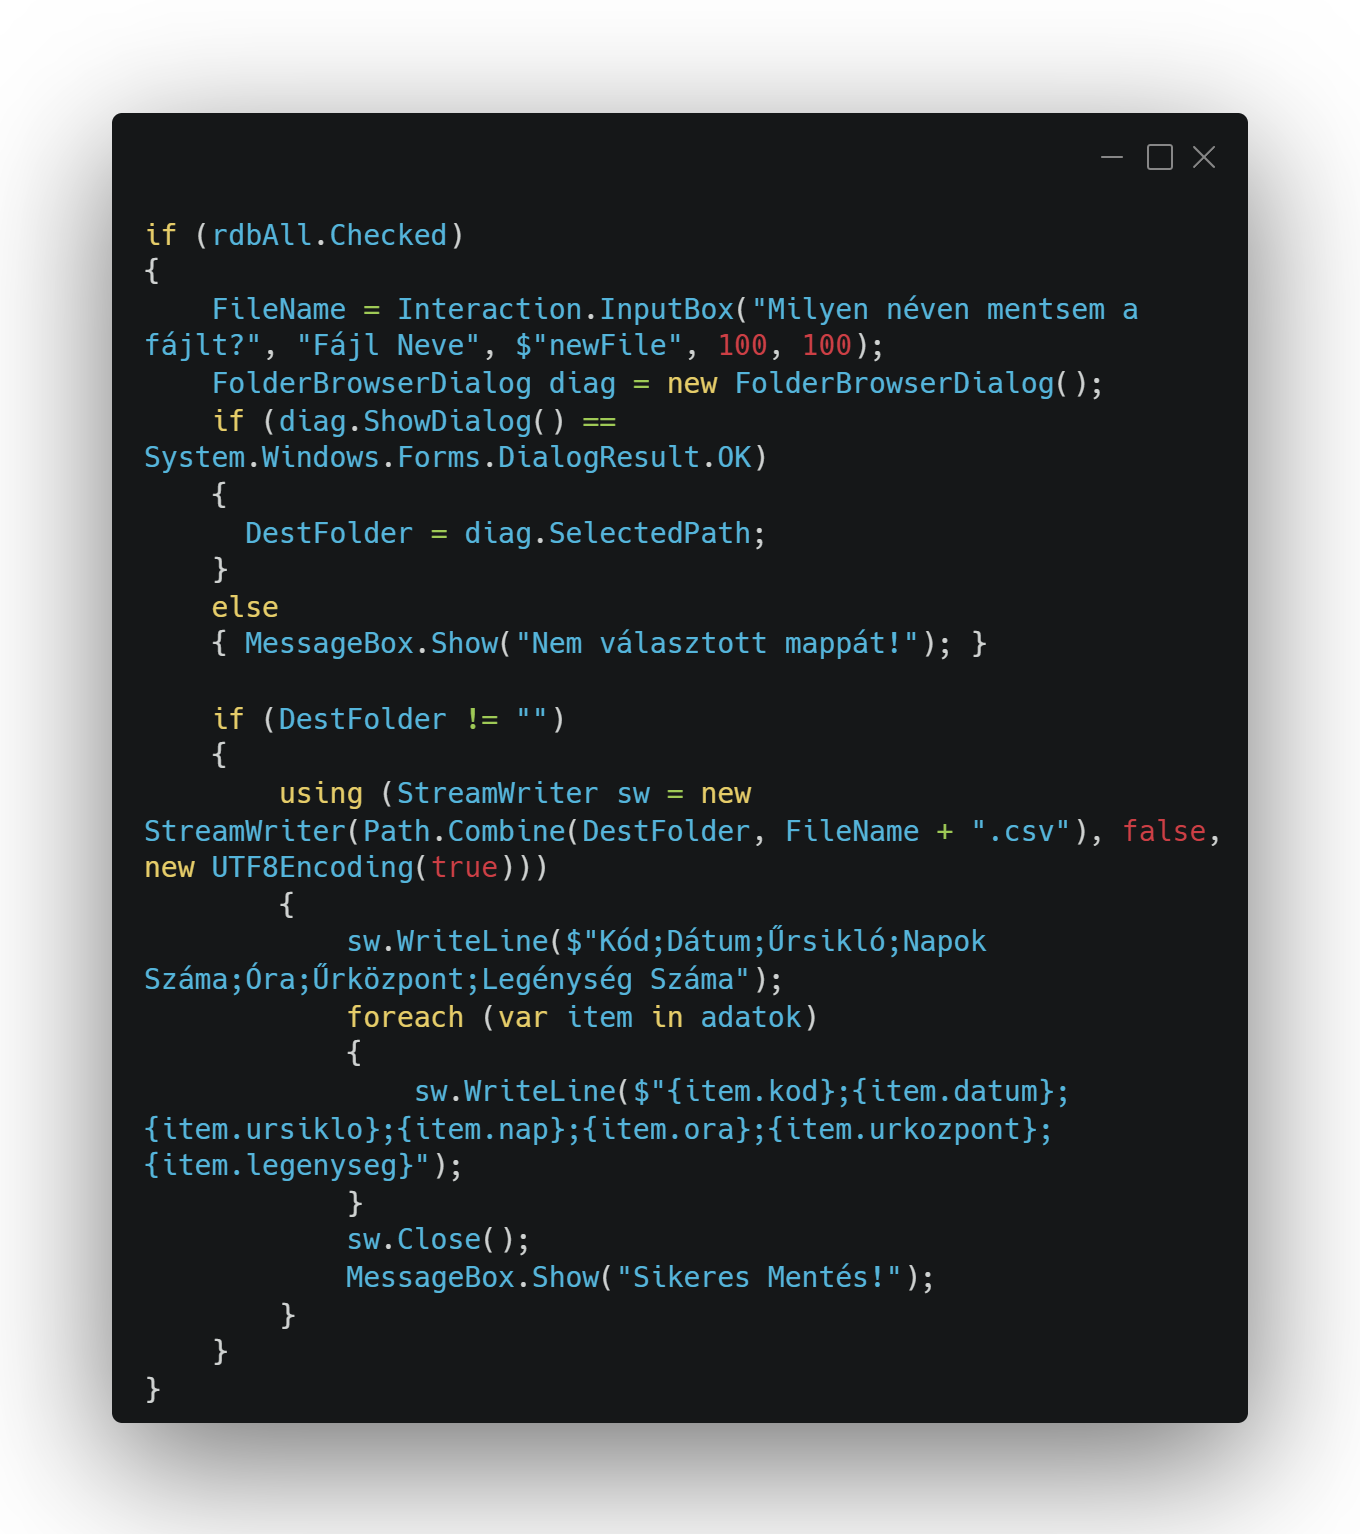 if (rdbAll.Checked)
{
    FileName = Interaction.InputBox("Milyen néven mentsem a
fájlt?", "Fájl Neve", $"newFile", 100, 100);
    FolderBrowserDialog diag = new FolderBrowserDialog();
    if (diag.ShowDialog() ==
System.Windows.Forms.DialogResult.OK)
    {
      DestFolder = diag.SelectedPath;
    }
    else
    { MessageBox.Show("Nem választott mappát!"); }

    if (DestFolder != "")
    {
        using (StreamWriter sw = new
StreamWriter(Path.Combine(DestFolder, FileName + ".csv"), false,
new UTF8Encoding(true)))
        {
            sw.WriteLine($"Kód;Dátum;Űrsikló;Napok
Száma;Óra;Űrközpont;Legénység Száma");
            foreach (var item in adatok)
            {
                sw.WriteLine($"{item.kod};{item.datum};
{item.ursiklo};{item.nap};{item.ora};{item.urkozpont};
{item.legenyseg}");
            }
            sw.Close();
            MessageBox.Show("Sikeres Mentés!");
        }
    }
}